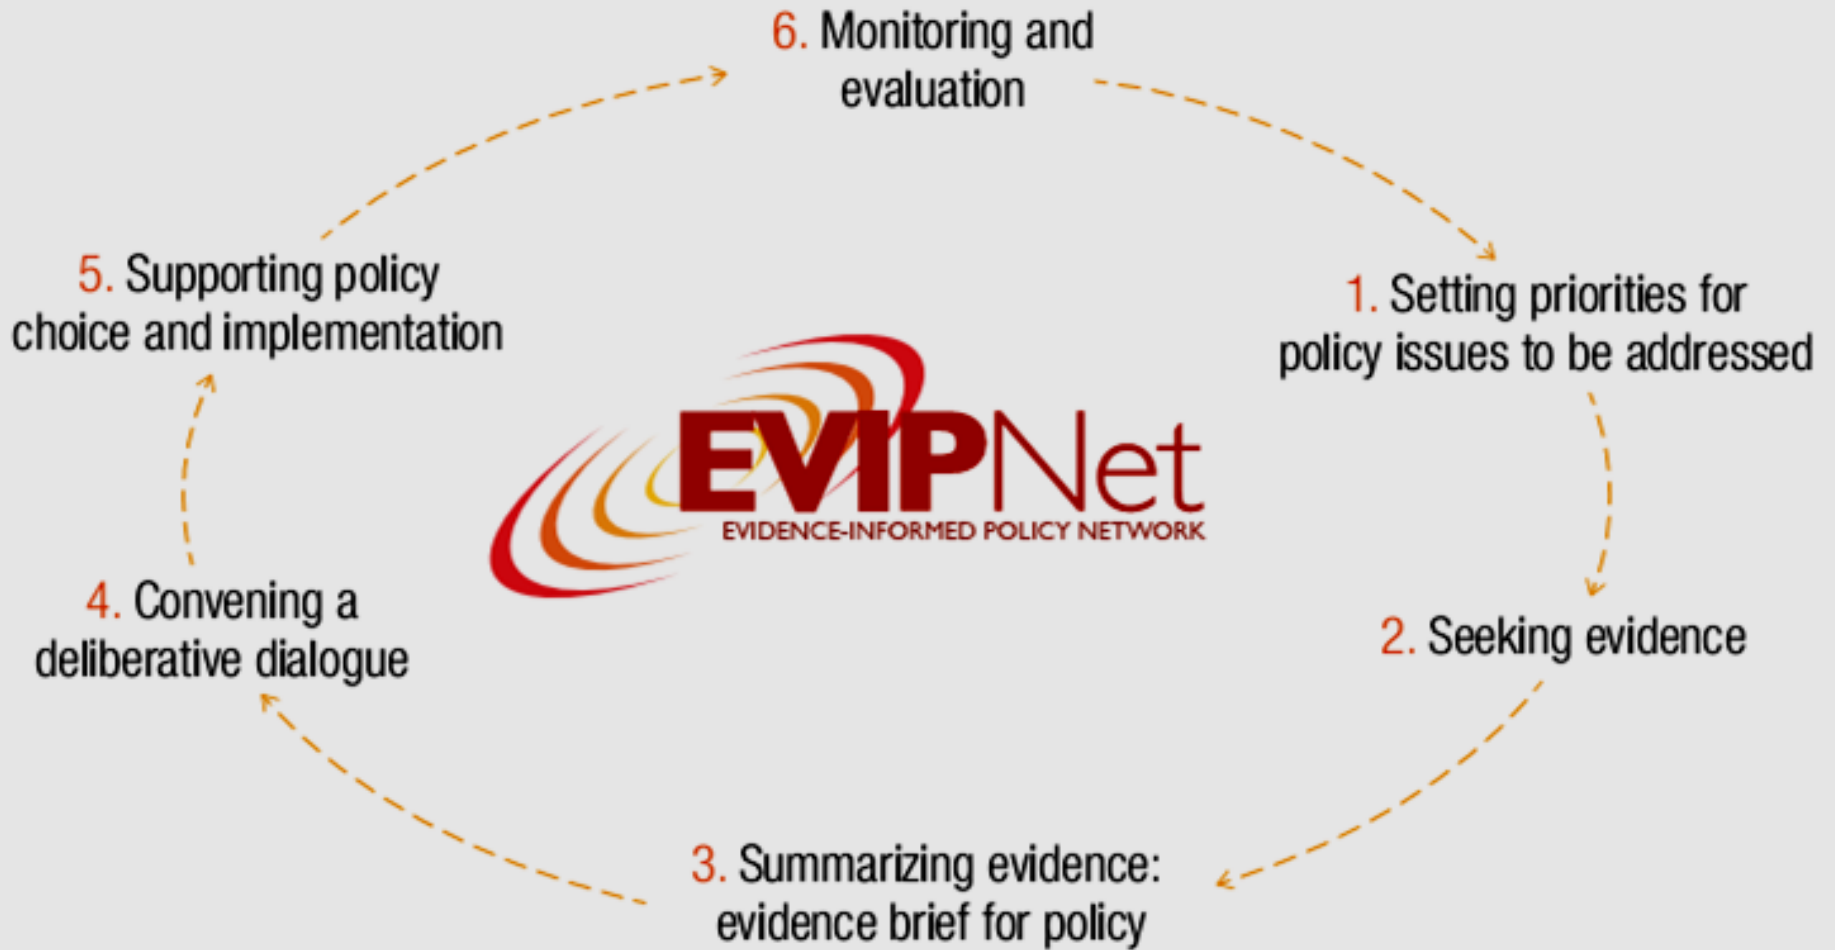 6. Monitoring and
evaluation
1. Setting priorities for
policy issues to be addressed
2. Seeking evidence
3. Summarizing evidence:
evidence brief for policy
4. Convening a
deliberative dialogue
5. Supporting policy
choice and implementation
EVIPNet
EVIDENCE-INFORMED POLICY NETWORK